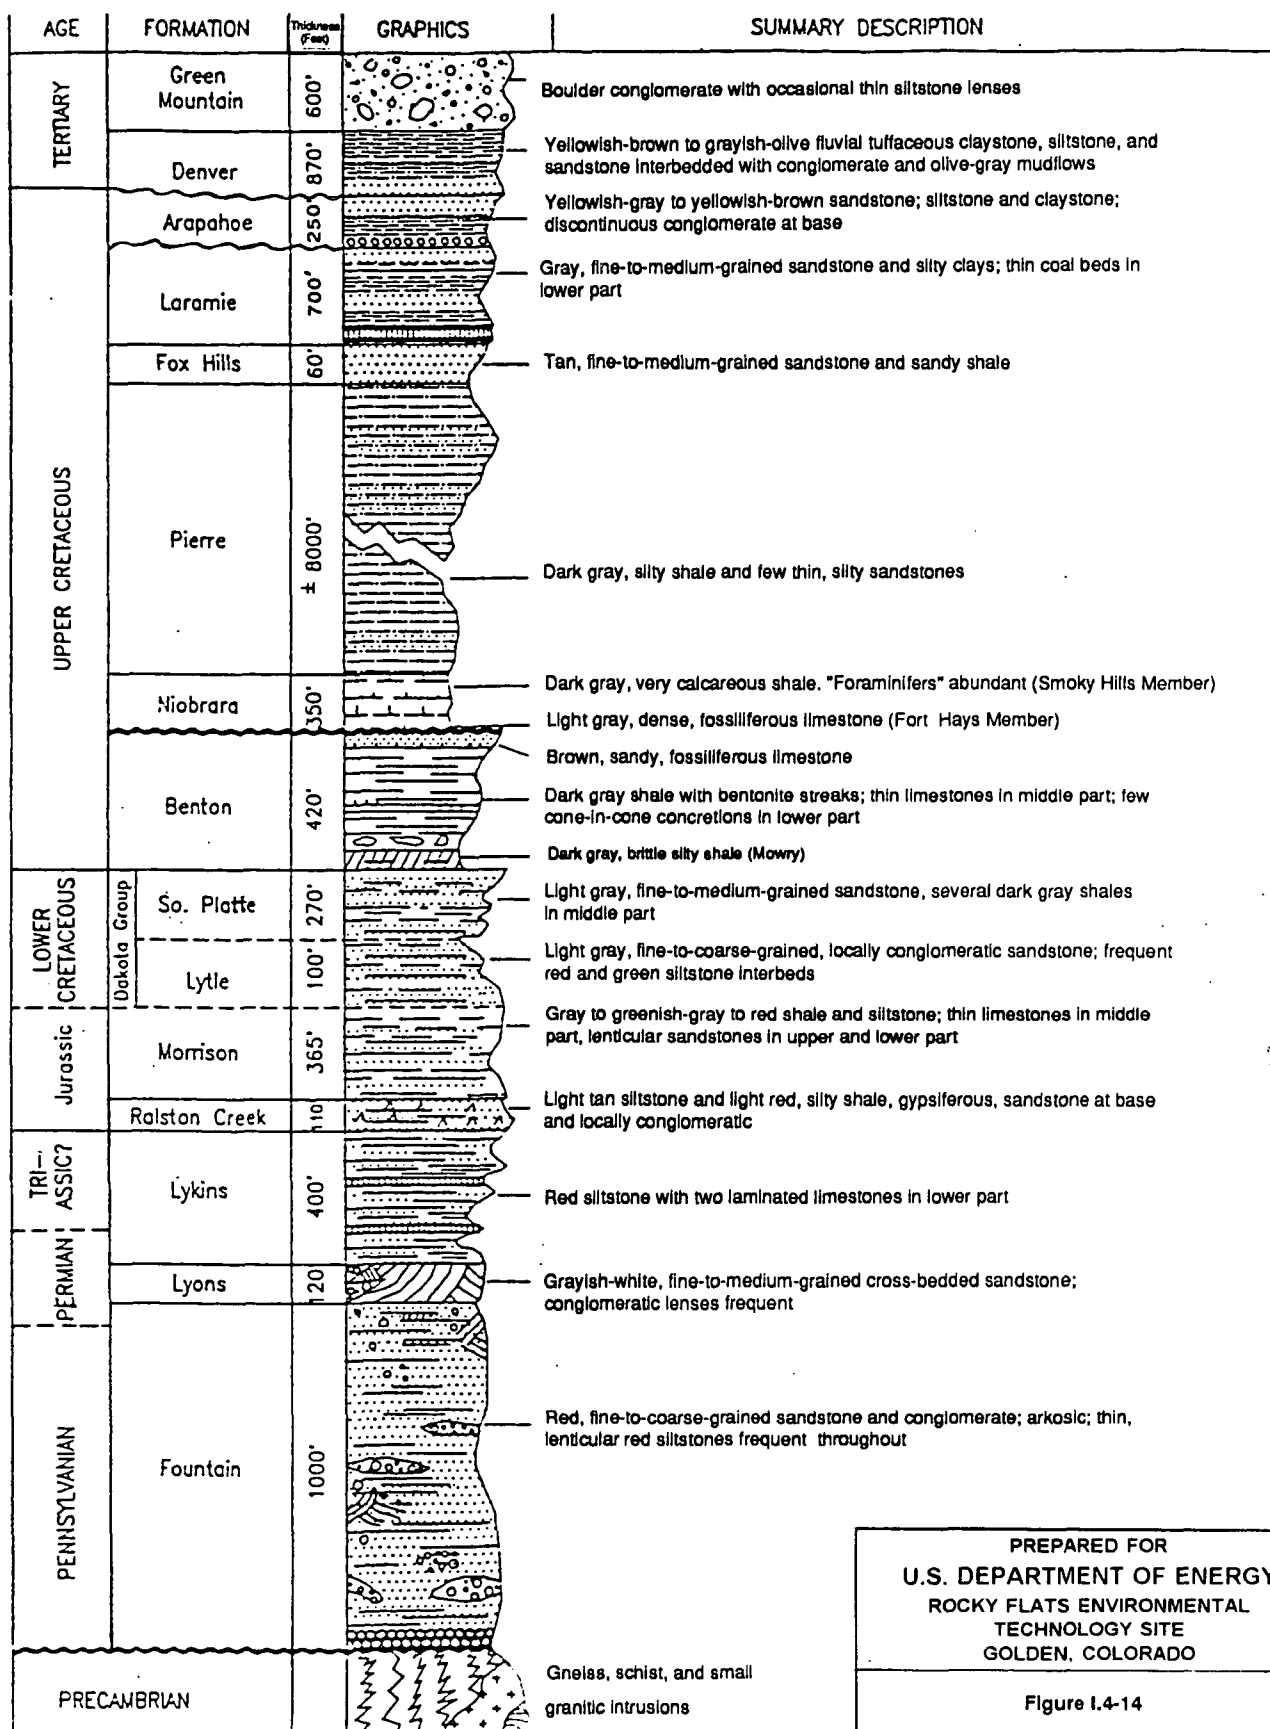 AGE FORMATION Thickness (Feet) GRAPHICS SUMMARY DESCRIPTION
TERTIARY
Green
Mountain
600'
Boulder conglomerate with occasional thin siltstone lenses
Denver
870'
Yellowish-brown to grayish-olive fluvial tuffaceous claystone, siltstone, and
sandstone interbedded with conglomerate and olive-gray mudflows
UPPER CRETACEOUS
Arapahoe
250'
Yellowish-gray to yellowish-brown sandstone; siltstone and claystone;
discontinuous conglomerate at base
Laramie
700'
Gray, fine-to-medium-grained sandstone and silty clays; thin coal beds in
lower part
Fox Hills
60'
Tan, fine-to-medium-grained sandstone and sandy shale
Pierre
± 8000'
Dark gray, silty shale and few thin, silty sandstones
Niobrara
350'
Dark gray, very calcareous shale. "Foraminifers" abundant (Smoky Hills Member)
Light gray, dense, fossiliferous limestone (Fort Hays Member)
Benton
420'
Brown, sandy, fossiliferous limestone
Dark gray shale with bentonite streaks; thin limestones in middle part; few
cone-in-cone concretions in lower part
Dark gray, brittle silty shale (Mowry)
LOWER
CRETACEOUS
Dakota Group
So. Platte
270'
Light gray, fine-to-medium-grained sandstone, several dark gray shales
in middle part
Lytle
100'
Light gray, fine-to-coarse-grained, locally conglomeratic sandstone; frequent
red and green siltstone interbeds
Jurassic
Morrison
365'
Gray to greenish-gray to red shale and siltstone; thin limestones in middle
part, lenticular sandstones in upper and lower part
Ralston Creek
110
Light tan siltstone and light red, silty shale, gypsiferous, sandstone at base
and locally conglomeratic
TRI-
ASSIC?
Lykins
400'
Red siltstone with two laminated limestones in lower part
PERMIAN
Lyons
120
Grayish-white, fine-to-medium-grained cross-bedded sandstone;
conglomeratic lenses frequent
PENNSYLVANIAN
Fountain
1000'
Red, fine-to-coarse-grained sandstone and conglomerate; arkosic; thin,
lenticular red siltstones frequent throughout
PRECAMBRIAN
Gneiss, schist, and small
granitic intrusions
PREPARED FOR
U.S. DEPARTMENT OF ENERGY
ROCKY FLATS ENVIRONMENTAL
TECHNOLOGY SITE
GOLDEN, COLORADO
Figure I.4-14